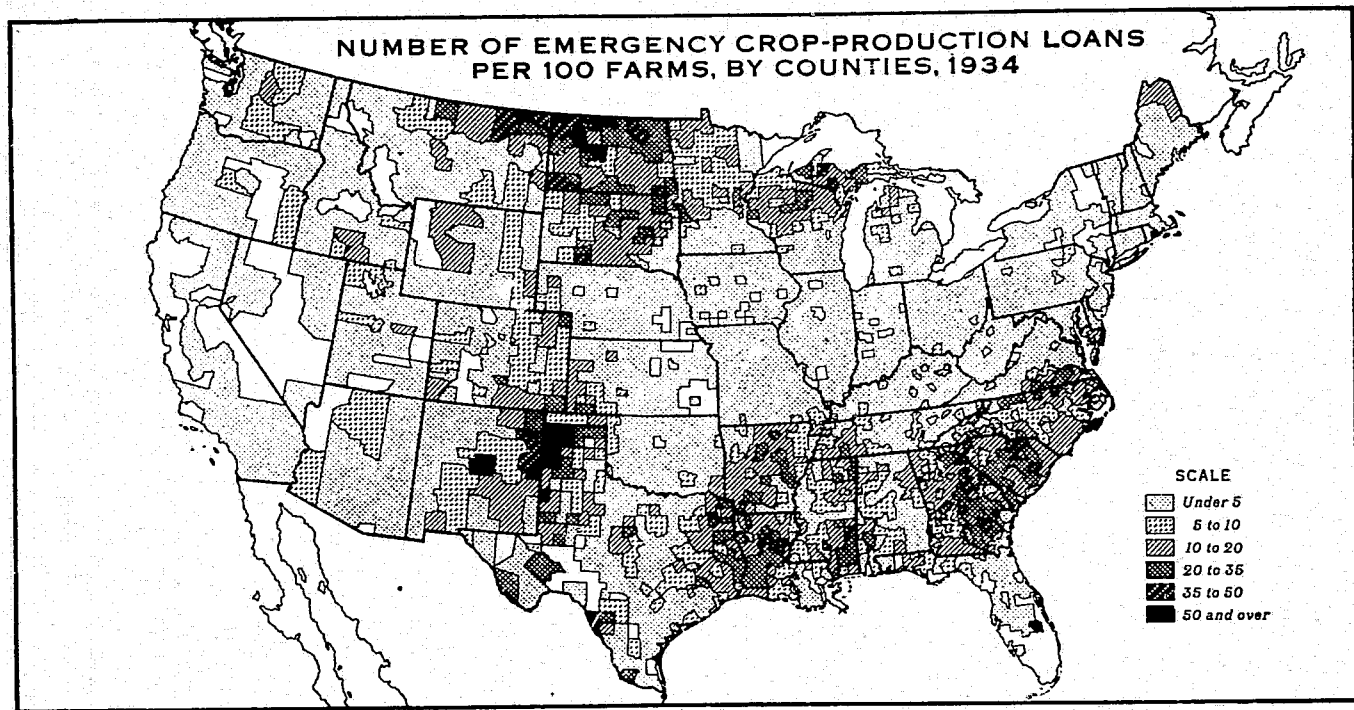 NUMBER OF EMERGENCY CROP-PRODUCTION LOANS
PER 100 FARMS, BY COUNTIES, 1934
SCALE
Under 5
5 to 10
10 to 20
20 to 35
35 to 50
50 and over